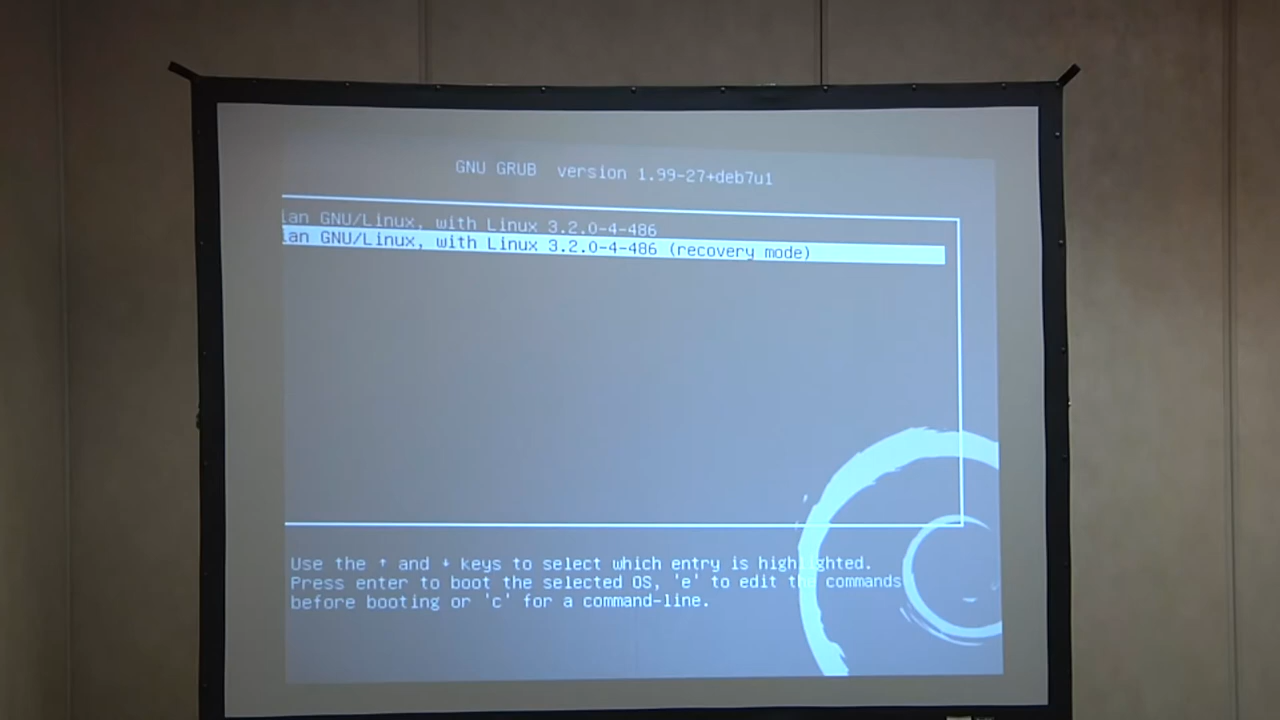 GNU GRUB version 1.99-27+deb7u1
ian GNU/Linux, with Linux 3.2.0-4-486
ian GNU/Linux, with Linux 3.2.0-4-486 (recovery mode)
Use the ↑ and ↓ keys to select which entry is highlighted.
Press enter to boot the selected OS, 'e' to edit the commands
before booting or 'c' for a command-line.